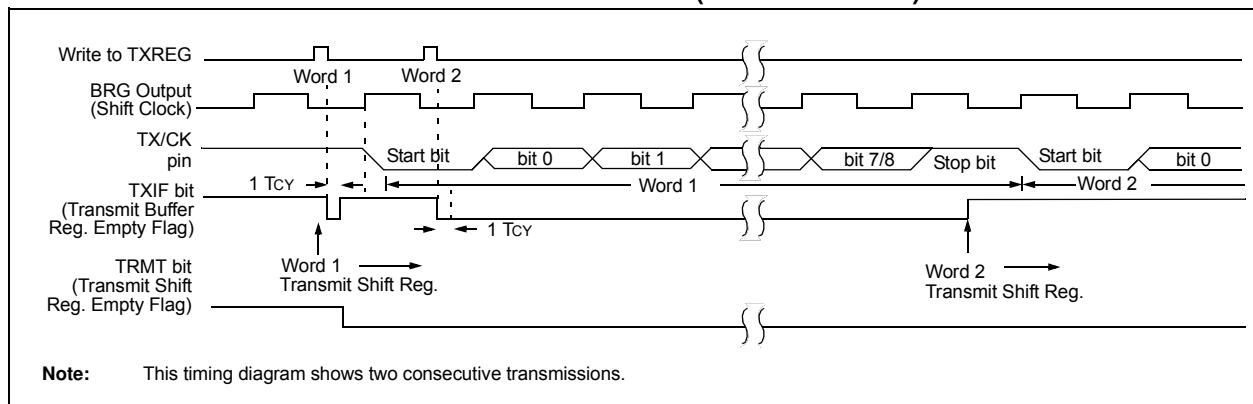 Write to TXREG
Word 1
Word 2
BRG Output
(Shift Clock)
TX/CK
pin
Start bit
bit 0
bit 1
bit 7/8
Stop bit
Start bit
bit 0
1 TCY
Word 1
Word 2
TXIF bit
(Transmit Buffer
Reg. Empty Flag)
1 TCY
Word 1
Transmit Shift Reg.
Word 2
Transmit Shift Reg.
TRMT bit
(Transmit Shift
Reg. Empty Flag)
Note: This timing diagram shows two consecutive transmissions.